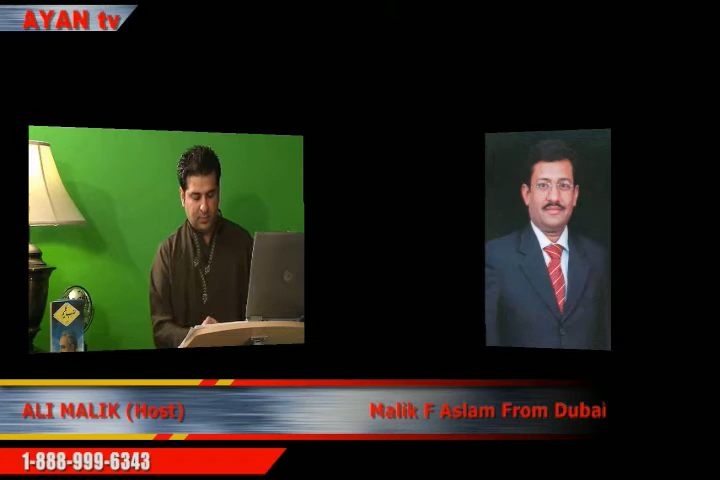 AYAN tv
ALI MALIK (Host)
Malik F Aslam From Dubai
1-888-999-6343